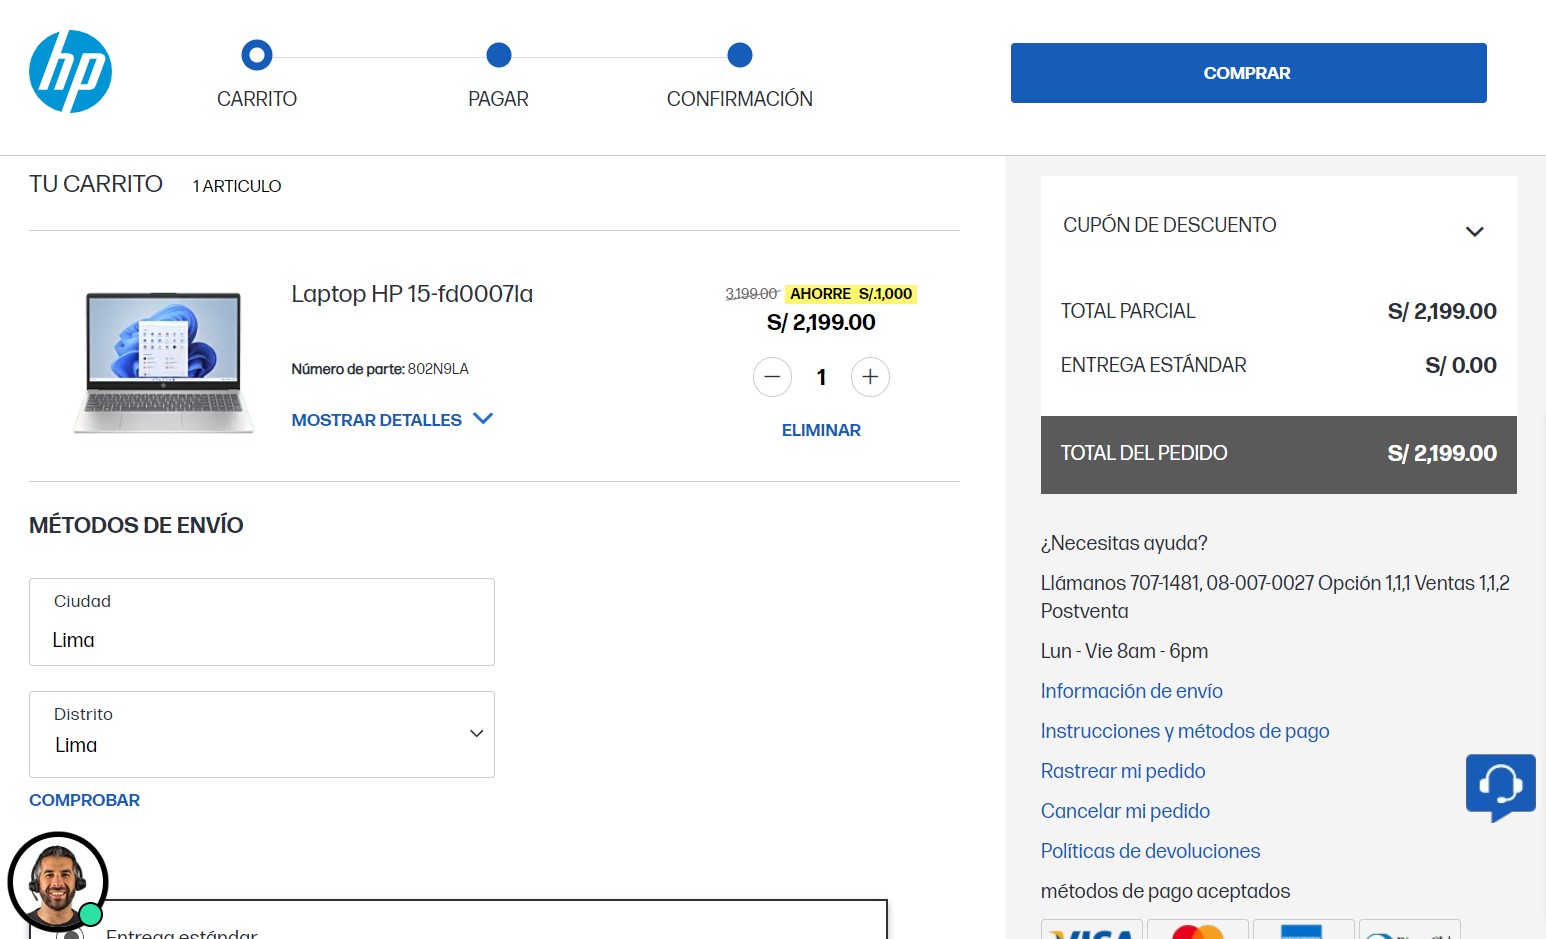 hp
CARRITO
PAGAR
CONFIRMACIÓN
COMPRAR
TU CARRITO
1 ARTICULO
Laptop HP 15-fd0007la
3,199.00 AHORRE S/.1,000
S/ 2,199.00
Número de parte: 802N9LA
1
MOSTRAR DETALLES
ELIMINAR
MÉTODOS DE ENVÍO
Ciudad
Lima
Distrito
Lima
COMPROBAR
Entrega estándar
CUPÓN DE DESCUENTO
TOTAL PARCIAL S/ 2,199.00
ENTREGA ESTÁNDAR S/ 0.00
TOTAL DEL PEDIDO S/ 2,199.00
¿Necesitas ayuda?
Llámanos 707-1481, 08-007-0027 Opción 1,1,1 Ventas 1,1,2
Postventa
Lun - Vie 8am - 6pm
Información de envío
Instrucciones y métodos de pago
Rastrear mi pedido
Cancelar mi pedido
Políticas de devoluciones
métodos de pago aceptados
VISA